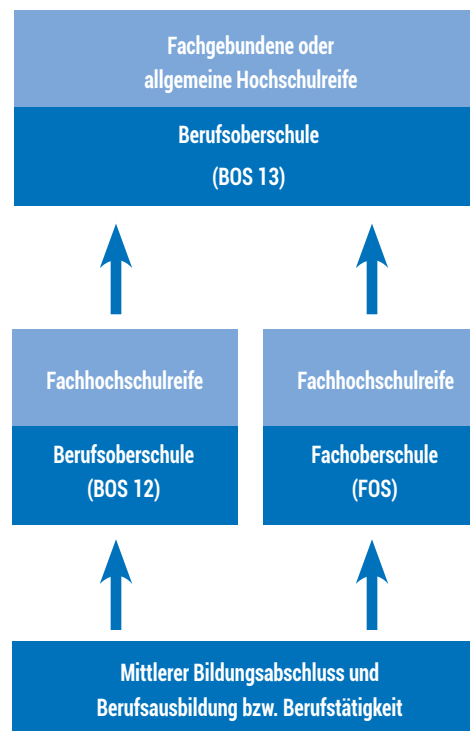 Fachgebundene oder
allgemeine Hochschulreife
Berufsoberschule
(BOS 13)
Fachhochschulreife
Berufsoberschule
(BOS 12)
Fachhochschulreife
Fachoberschule
(FOS)
Mittlerer Bildungsabschluss und
Berufsausbildung bzw. Berufstätigkeit